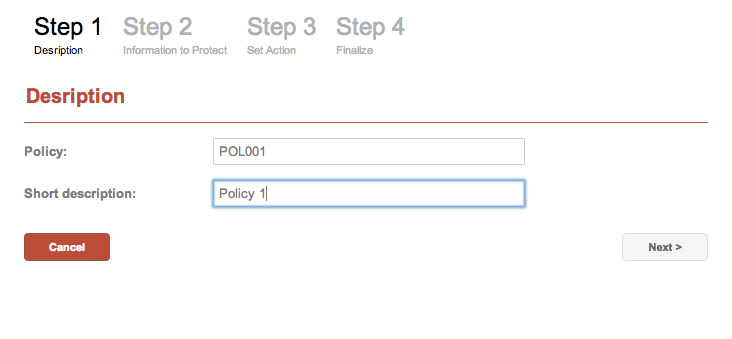 Step 1 Step 2 Step 3 Step 4
Desription Information to Protect Set Action Finalize
Desription
Policy: POL001
Short description: Policy 1
Cancel Next >